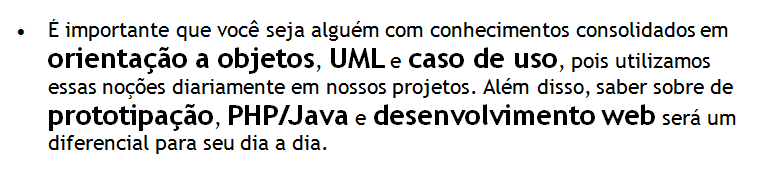 • É importante que você seja alguém com conhecimentos consolidados em
orientação a objetos, UML e caso de uso, pois utilizamos
essas noções diariamente em nossos projetos. Além disso, saber sobre de
prototipação, PHP/Java e desenvolvimento web será um
diferencial para seu dia a dia.